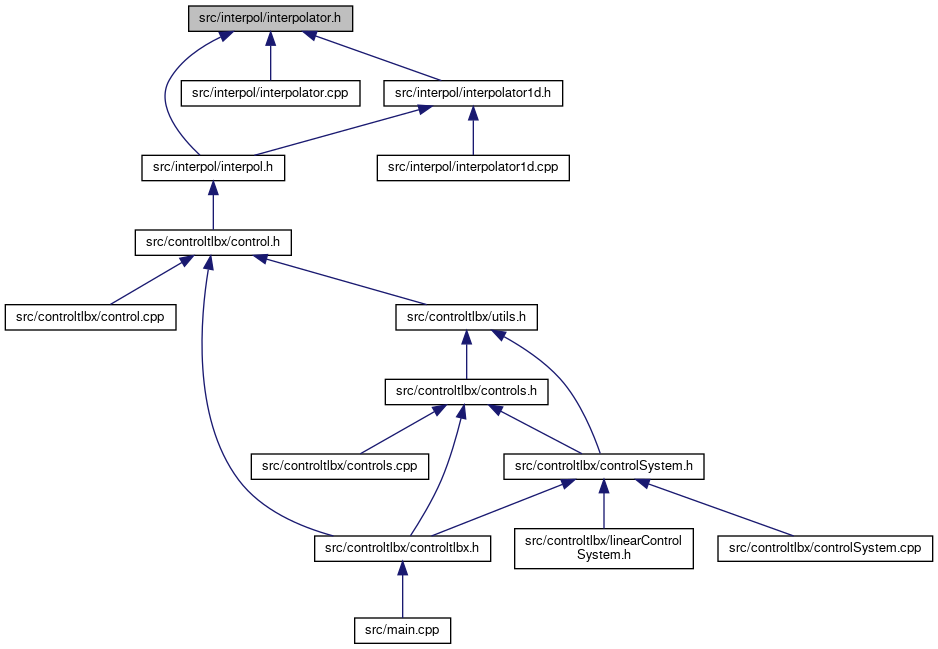 src/interpol/interpolator.h
src/interpol/interpolator.cpp
src/interpol/interpolator1d.h
src/interpol/interpol.h
src/interpol/interpolator1d.cpp
src/controltlbx/control.h
src/controltlbx/control.cpp
src/controltlbx/utils.h
src/controltlbx/controls.h
src/controltlbx/controls.cpp
src/controltlbx/controlSystem.h
src/controltlbx/controltlbx.h
src/controltlbx/linearControl
System.h
src/controltlbx/controlSystem.cpp
src/main.cpp